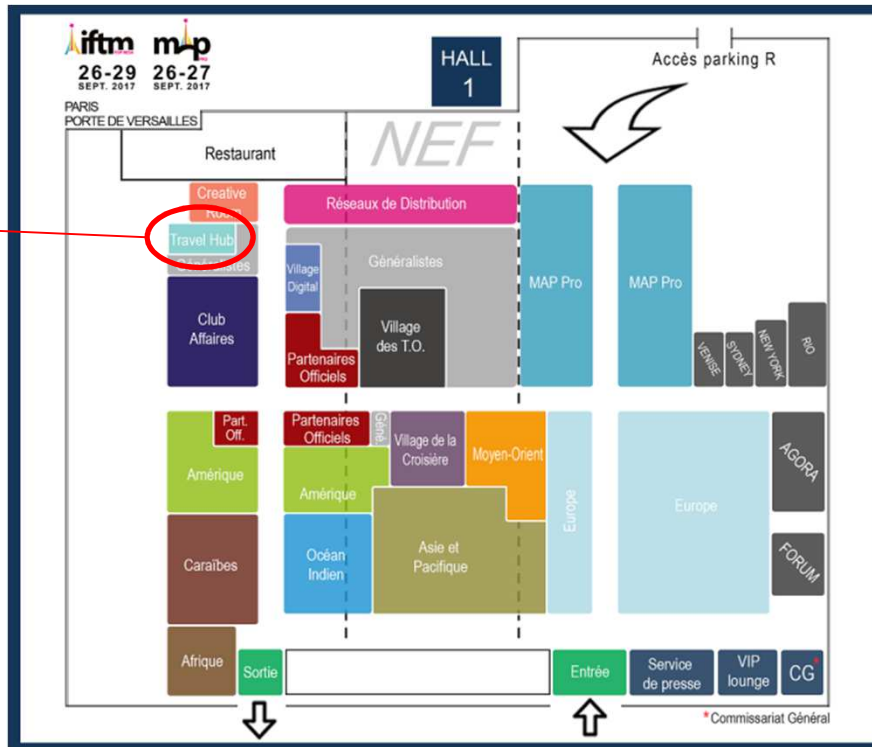 iftm
26-29
SEPT. 2017
map
PRO
26-27
SEPT. 2017
PARIS
PORTE DE VERSAILLES
HALL
1
Accès parking R
Restaurant
NEF
Creative
Room
Travel Hub
Généralistes
Club
Affaires
Réseaux de Distribution
Généralistes
Village
Digital
Village
des T.O.
Partenaires
Officiels
MAP Pro
MAP Pro
VENISE
SYDNEY
NEW YORK
RIO
Part.
Off.
Amérique
Partenaires
Officiels
Géné.
Village de la
Croisière
Moyen-Orient
Amérique
Europe
Europe
AGORA
Caraïbes
Océan
Indien
Asie et
Pacifique
FORUM
Afrique
Sortie
Entrée
Service
de presse
VIP
lounge
CG*
*Commissariat Général